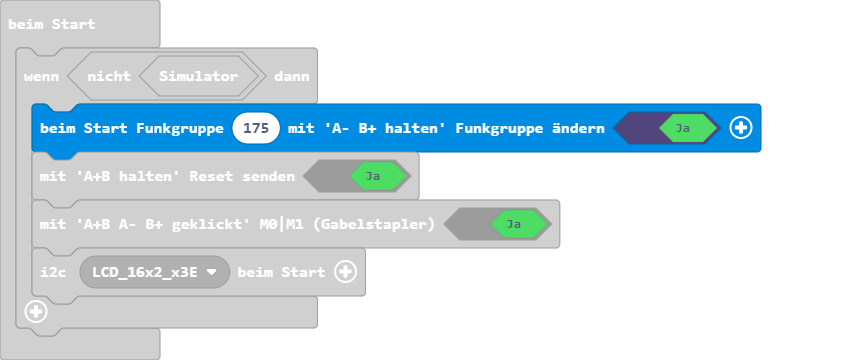 beim Start
wenn nicht Simulator dann
beim Start Funkgruppe 175 mit 'A- B+ halten' Funkgruppe ändern Ja
mit 'A+B halten' Reset senden Ja
mit 'A+B A- B+ geklickt' M0|M1 (Gabelstapler) Ja
i2c LCD_16x2_x3E beim Start